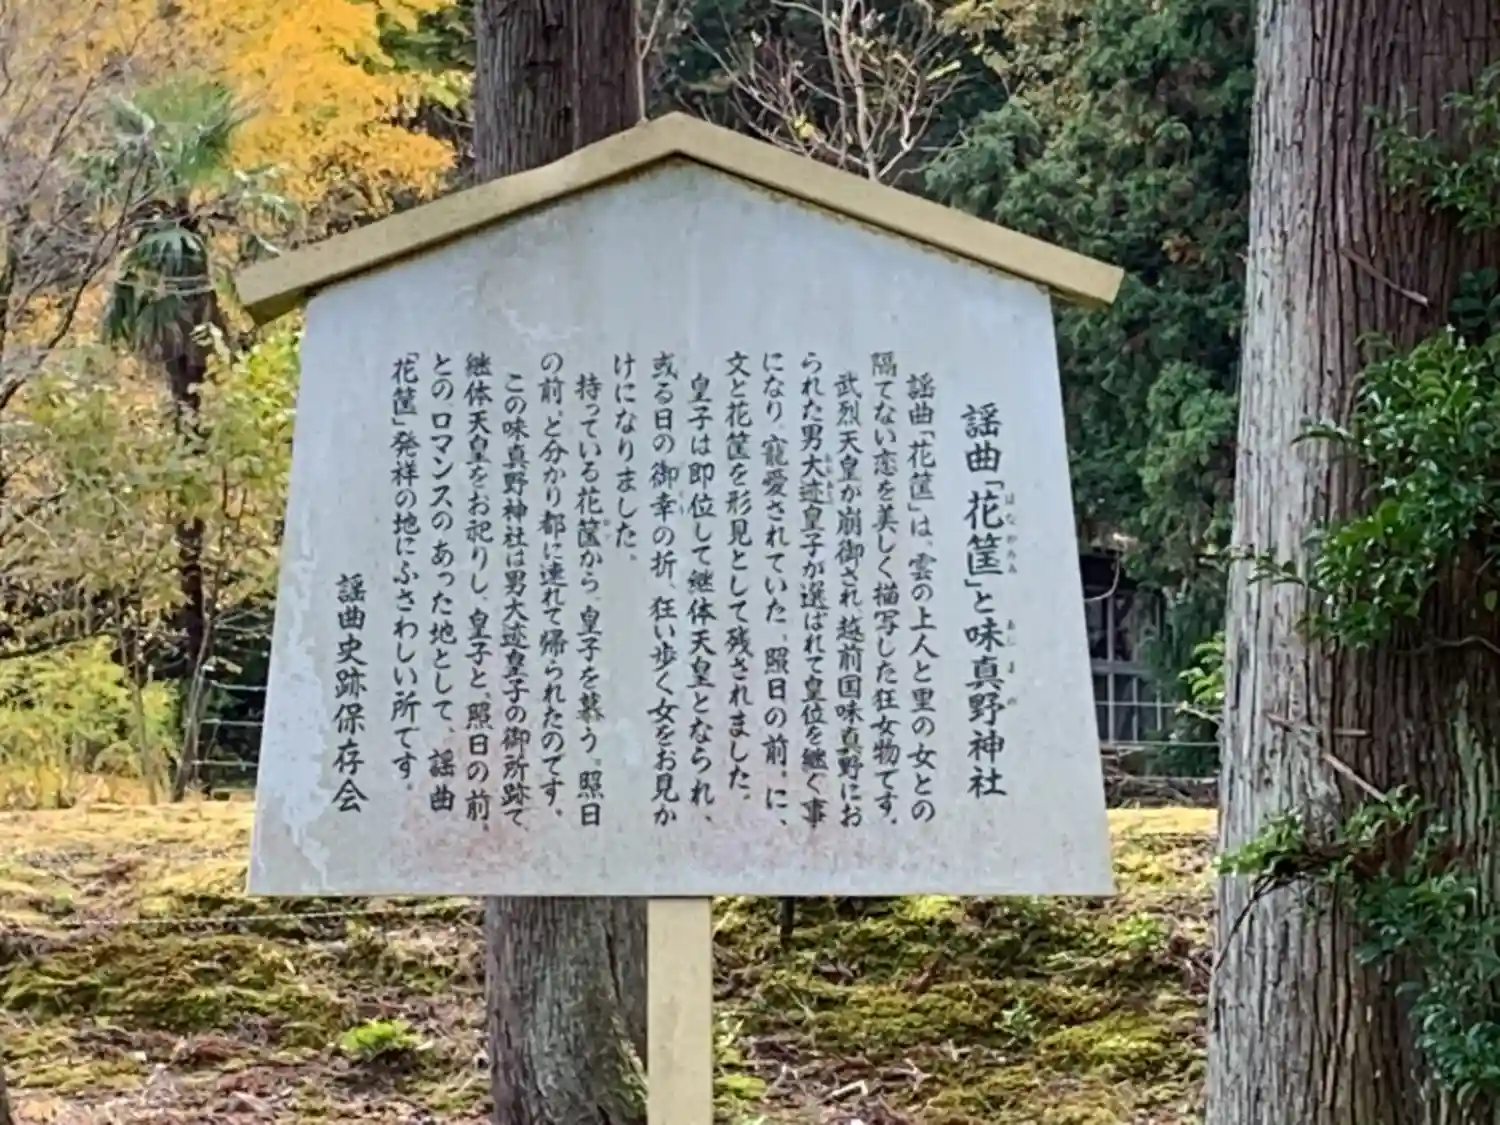 謡曲「花筐」と味真野神社
謡曲「花筐」は、雲の上人と里の女との
隔てない恋を美しく描写した狂女物です。
武烈天皇が崩御され越前国味真野にお
られた男大迹皇子が選ばれて皇位を継ぐ事
になり、寵愛されていた〝照日の前〟に、
文と花筐を形見として残されました。
皇子は即位して継体天皇となられ、
或る日の御幸の折、狂い歩く女をお見か
けになりました。
持っている花筐から、皇子を慕う〝照日
の前〟と分かり都に連れて帰られたのです。
この味真野神社は男大迹皇子の御所跡で、
継体天皇をお祀りし、皇子と〝照日の前〟
とのロマンスのあった地として、謡曲
「花筐」発祥の地にふさわしい所です。
謡曲史跡保存会